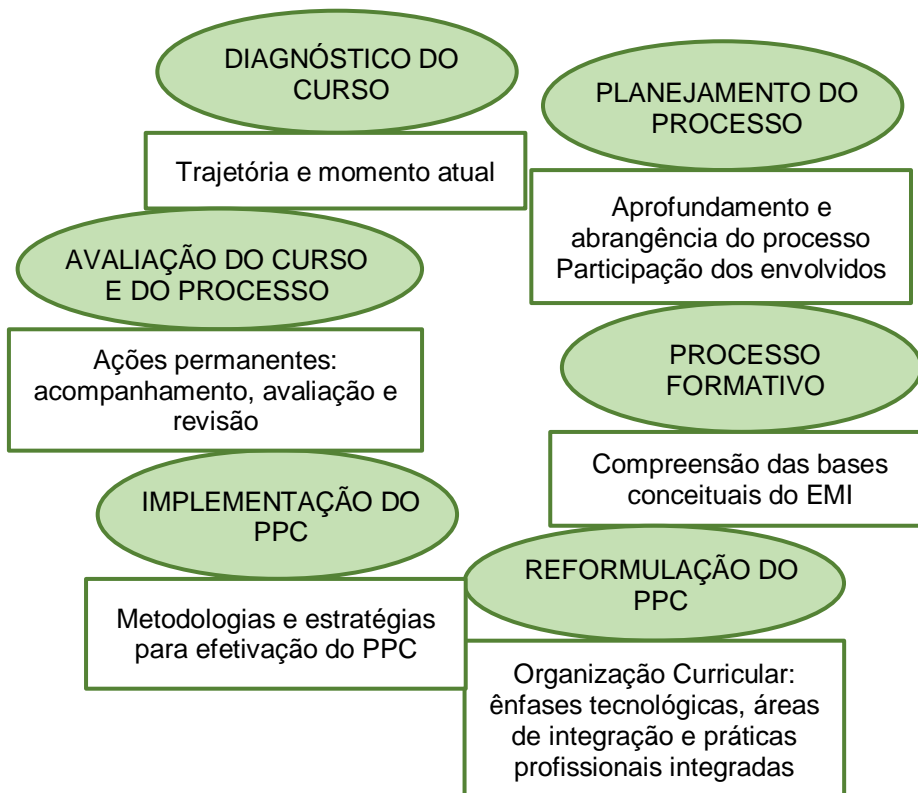 DIAGNÓSTICO DO
CURSO
Trajetória e momento atual
PLANEJAMENTO DO
PROCESSO
Aprofundamento e
abrangência do processo
Participação dos envolvidos
PROCESSO
FORMATIVO
Compreensão das bases
conceituais do EMI
REFORMULAÇÃO DO
PPC
Organização Curricular:
ênfases tecnológicas, áreas
de integração e práticas
profissionais integradas
IMPLEMENTAÇÃO DO
PPC
Metodologias e estratégias
para efetivação do PPC
AVALIAÇÃO DO CURSO
E DO PROCESSO
Ações permanentes:
acompanhamento, avaliação e
revisão